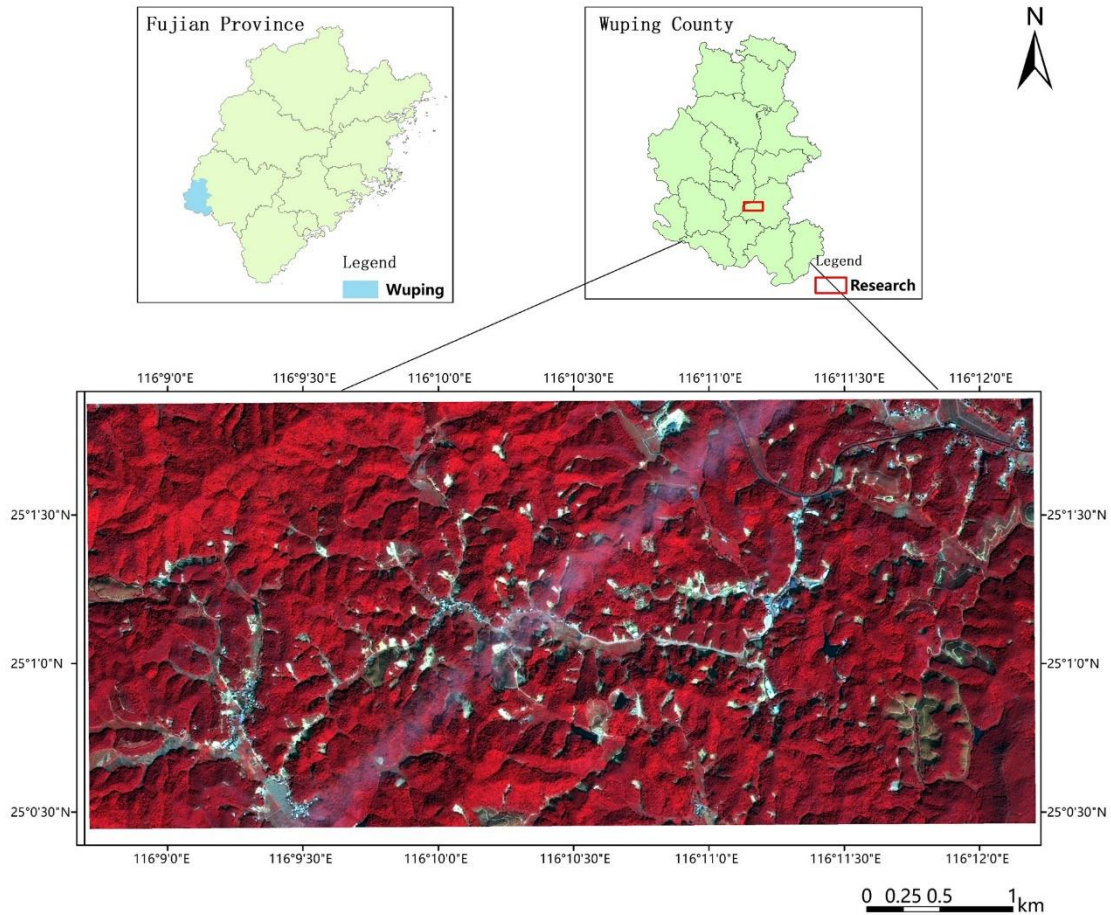 Fujian Province
Legend
Wuping
Wuping County
Legend
Research
N
116°9'0"E 116°9'30"E 116°10'0"E 116°10'30"E 116°11'0"E 116°11'30"E 116°12'0"E
25°1'30"N 25°1'30"N
25°1'0"N 25°1'0"N
25°0'30"N 25°0'30"N
116°9'0"E 116°9'30"E 116°10'0"E 116°10'30"E 116°11'0"E 116°11'30"E 116°12'0"E
0 0.25 0.5 1
km